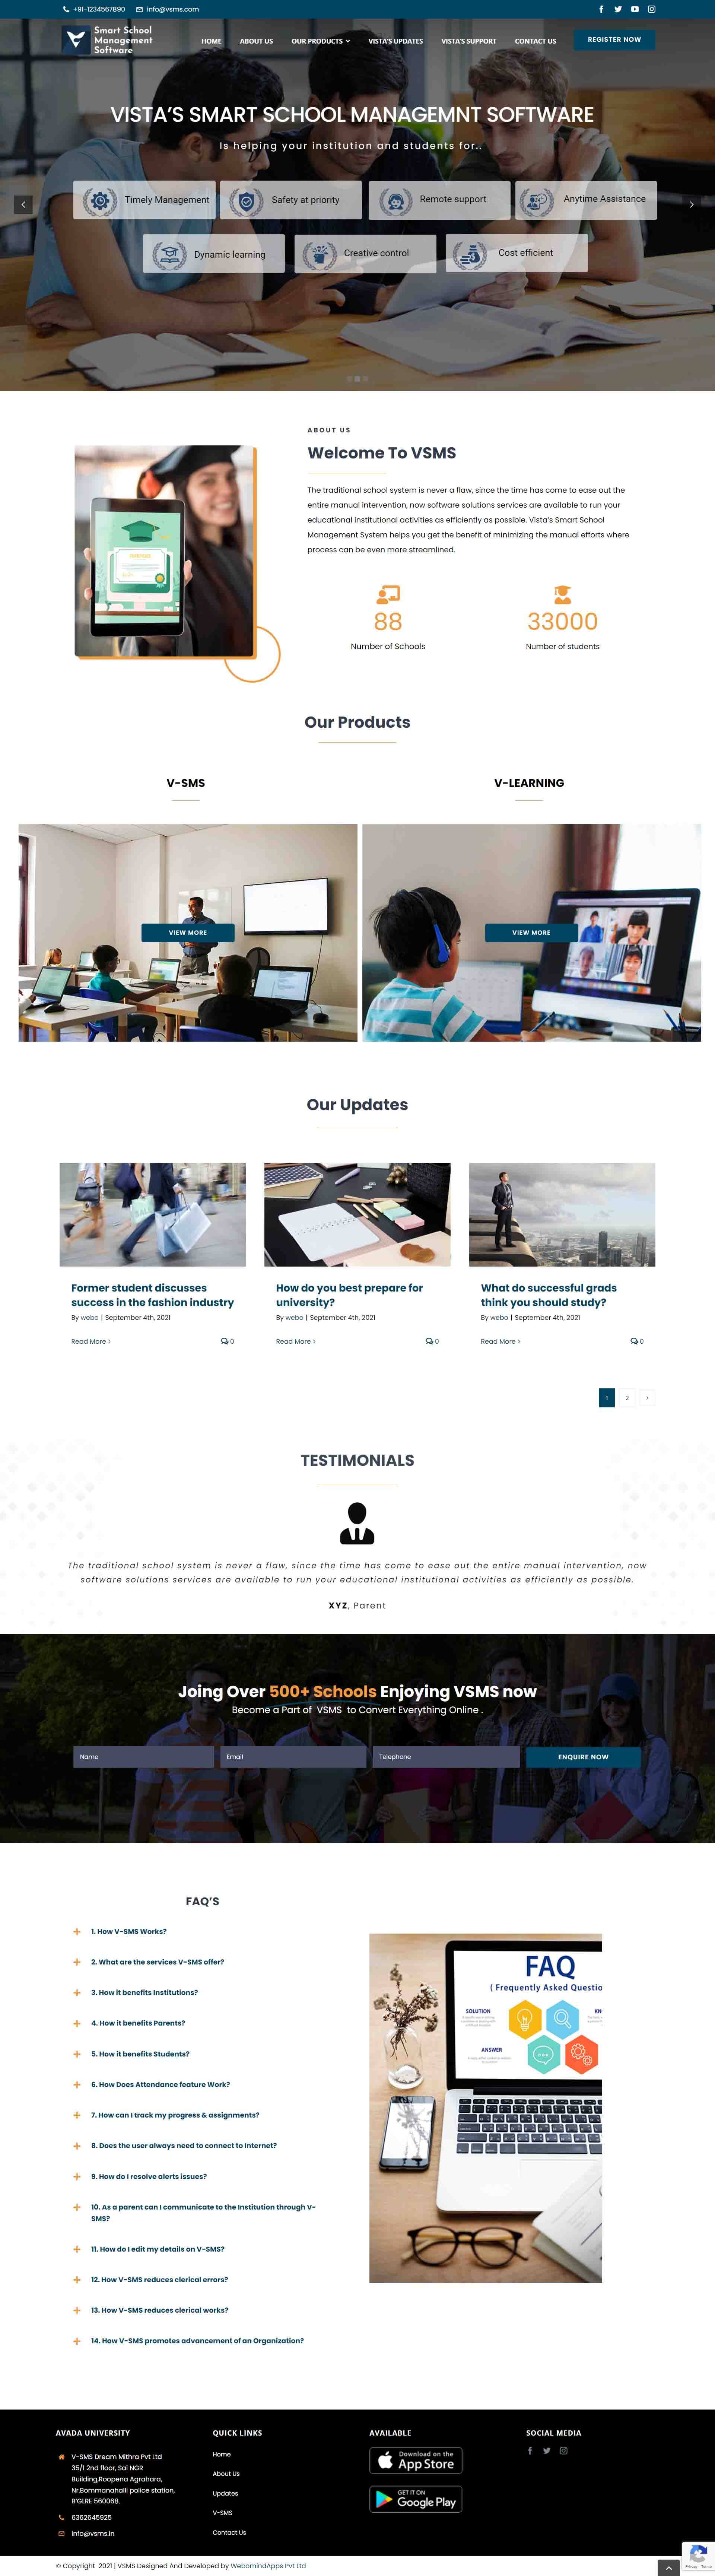 +91-1234567890 info@vsms.com
Smart School
Management
Software
HOME ABOUT US OUR PRODUCTS VISTA'S UPDATES VISTA'S SUPPORT CONTACT US REGISTER NOW
VISTA'S SMART SCHOOL MANAGEMNT SOFTWARE
Is helping your institution and students for..
Timely Management Safety at priority Remote support Anytime Assistance
Dynamic learning Creative control Cost efficient
ABOUT US
Welcome To VSMS
The traditional school system is never a flaw, since the time has come to ease out the
entire manual intervention, now software solutions services are available to run your
educational institutional activities as efficiently as possible. Vista's Smart School
Management System helps you get the benefit of minimizing the manual efforts where
process can be even more streamlined.
88 33000
Number of Schools Number of students
Our Products
V-SMS V-LEARNING
VIEW MORE VIEW MORE
Our Updates
Former student discusses
success in the fashion industry
By webo | September 4th, 2021
Read More > 0
How do you best prepare for
university?
By webo | September 4th, 2021
Read More > 0
What do successful grads
think you should study?
By webo | September 4th, 2021
Read More > 0
1 2 >
TESTIMONIALS
The traditional school system is never a flaw, since the time has come to ease out the entire manual intervention, now
software solutions services are available to run your educational institutional activities as efficiently as possible.
XYZ, Parent
Joing Over 500+ Schools Enjoying VSMS now
Become a Part of VSMS to Convert Everything Online .
Name Email Telephone ENQUIRE NOW
FAQ'S
1. How V-SMS Works?
2. What are the services V-SMS offer?
3. How it benefits Institutions?
4. How it benefits Parents?
5. How it benefits Students?
6. How Does Attendance feature Work?
7. How can I track my progress & assignments?
8. Does the user always need to connect to Internet?
9. How do I resolve alerts issues?
10. As a parent can I communicate to the Institution through V-
SMS?
11. How do I edit my details on V-SMS?
12. How V-SMS reduces clerical errors?
13. How V-SMS reduces clerical works?
14. How V-SMS promotes advancement of an Organization?
FAQ
( Frequently Asked Questio
SOLUTION
KN
ANSWER
AVADA UNIVERSITY
V-SMS Dream Mithra Pvt Ltd
35/1 2nd floor, Sai NGR
Building,Roopena Agrahara,
Nr.Bommanahalli police station,
B'GLRE 560068.
6362645925
info@vsms.in
QUICK LINKS
Home
About Us
Updates
V-SMS
Contact Us
AVAILABLE
Download on the
App Store
GET IT ON
Google Play
SOCIAL MEDIA
© Copyright 2021 | VSMS Designed And Developed by WebomindApps Pvt Ltd
Privacy - Terms